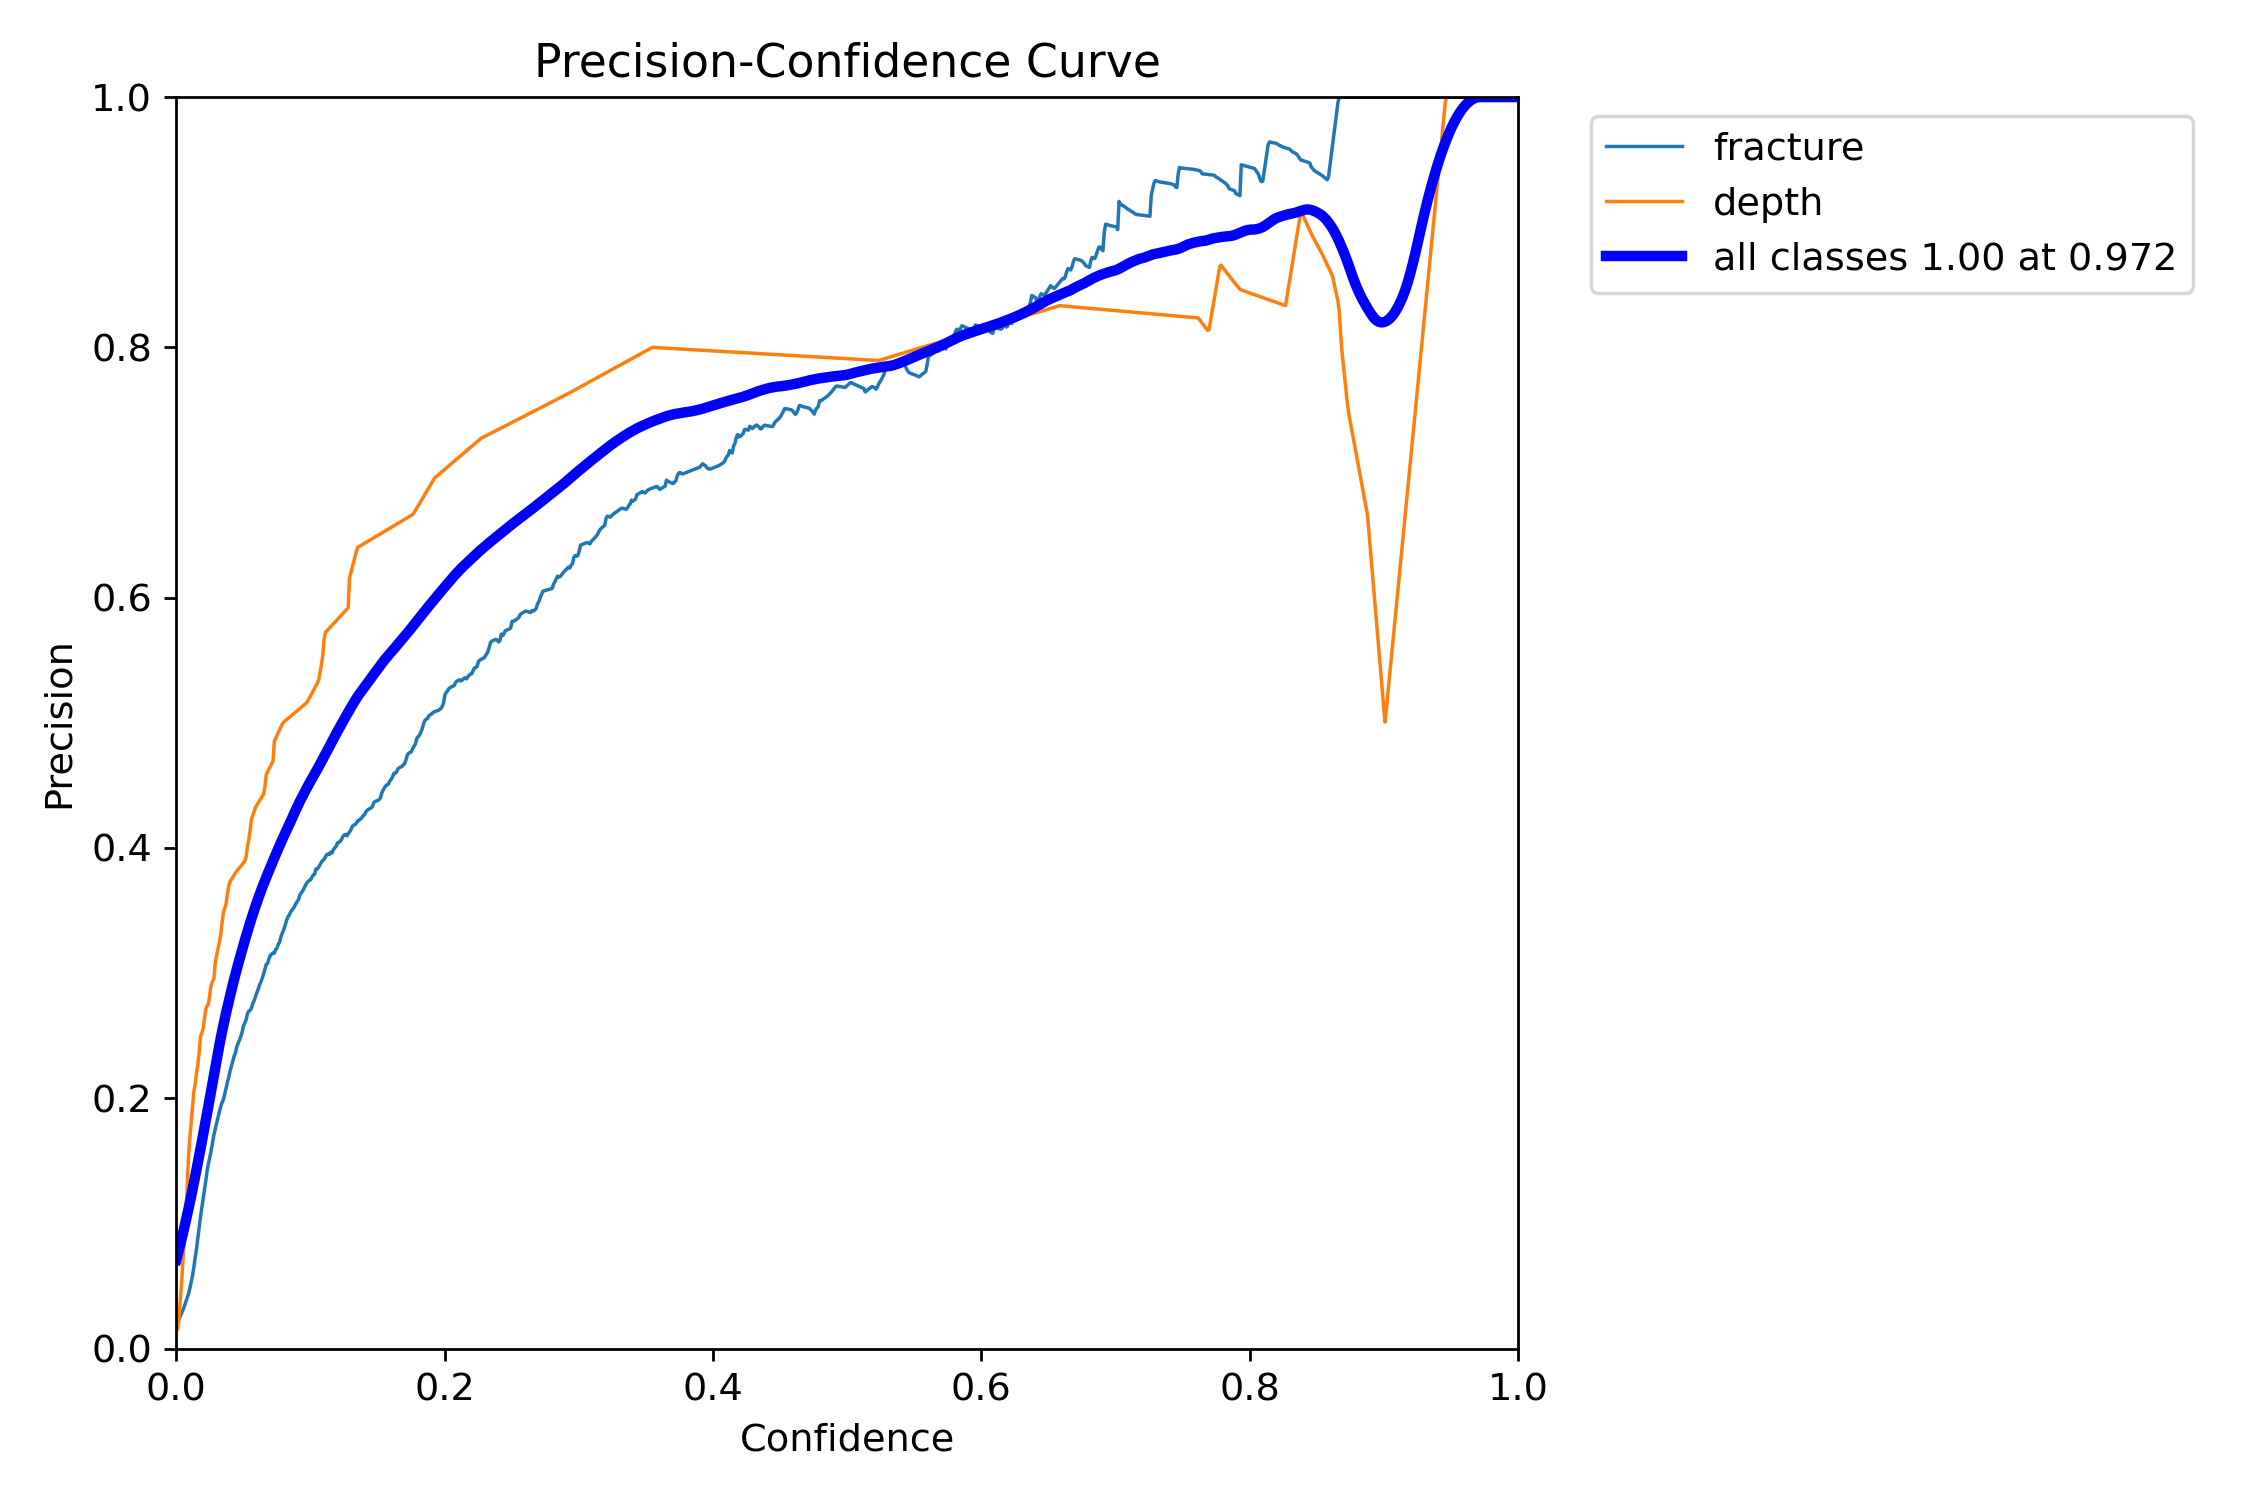 Precision-Confidence Curve
1.0
0.8
0.6
0.4
0.2
0.0
Precision
0.0 0.2 0.4 0.6 0.8 1.0
Confidence
fracture
depth
all classes 1.00 at 0.972